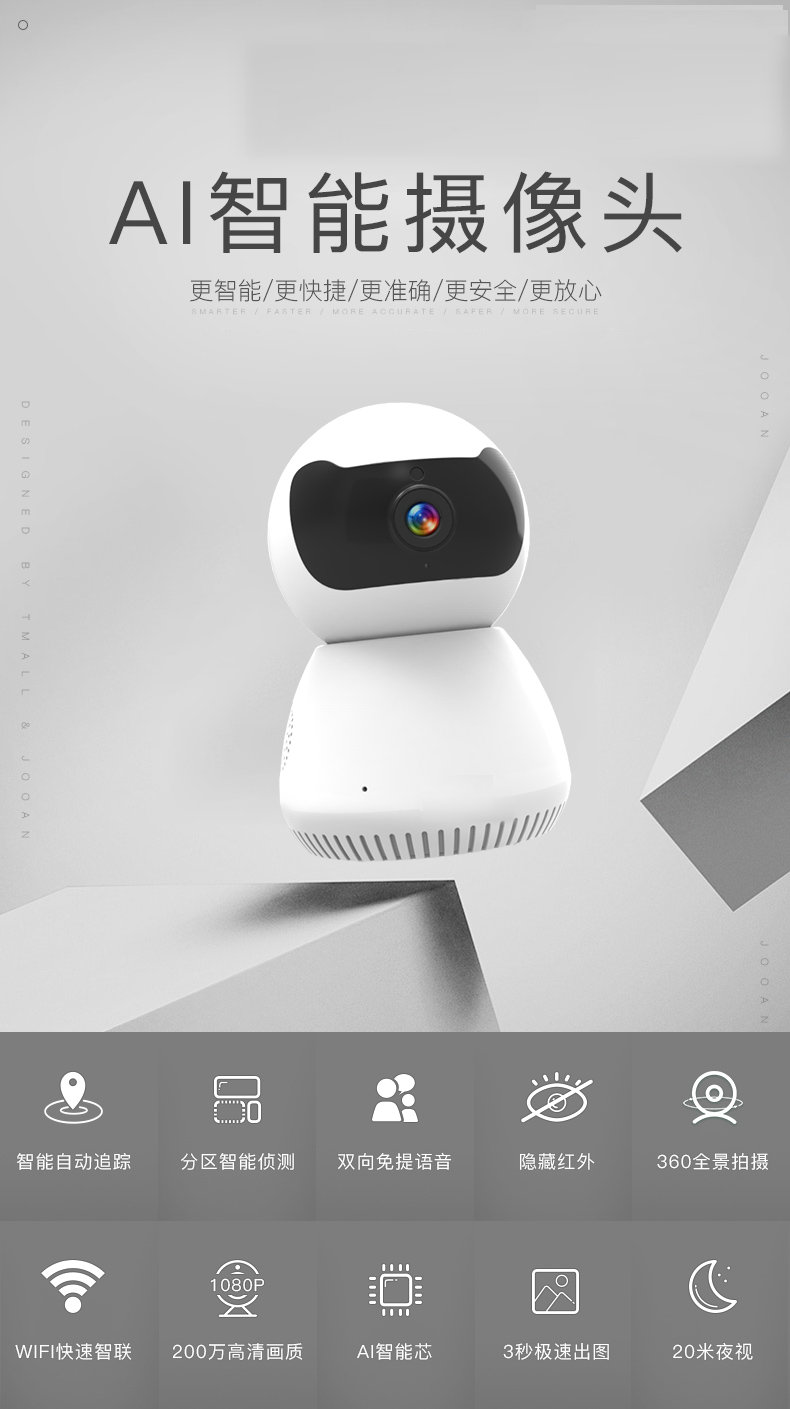 AI智能摄像头
更智能/更快捷/更准确/更安全/更放心
SMARTER / FASTER / MORE ACCURATE / SAFER / MORE SECURE
JOOAN
DESIGNED BY TMALL & JOOAN
JOOAN
智能自动追踪
分区智能侦测
双向免提语音
隐藏红外
360全景拍摄
1080P
WIFI快速智联
200万高清画质
AI智能芯
3秒极速出图
20米夜视